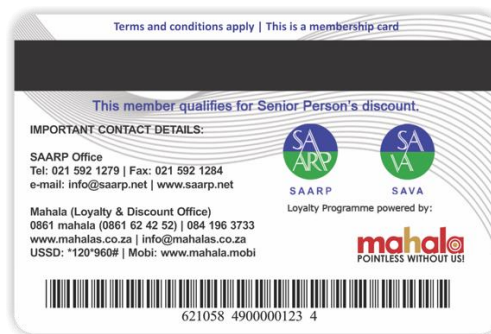 Terms and conditions apply | This is a membership card
This member qualifies for Senior Person's discount.
IMPORTANT CONTACT DETAILS:
SAARP Office
Tel: 021 592 1279 | Fax: 021 592 1284
e-mail: info@saarp.net | www.saarp.net
Mahala (Loyalty & Discount Office)
0861 mahala (0861 62 42 52) | 084 196 3733
www.mahalas.co.za | info@mahalas.co.za
USSD: *120*960# | Mobi: www.mahala.mobi
SA
ARP
SAARP
SA
VA
SAVA
Loyalty Programme powered by:
mahala
POINTLESS WITHOUT US!
621058 4900000123 4